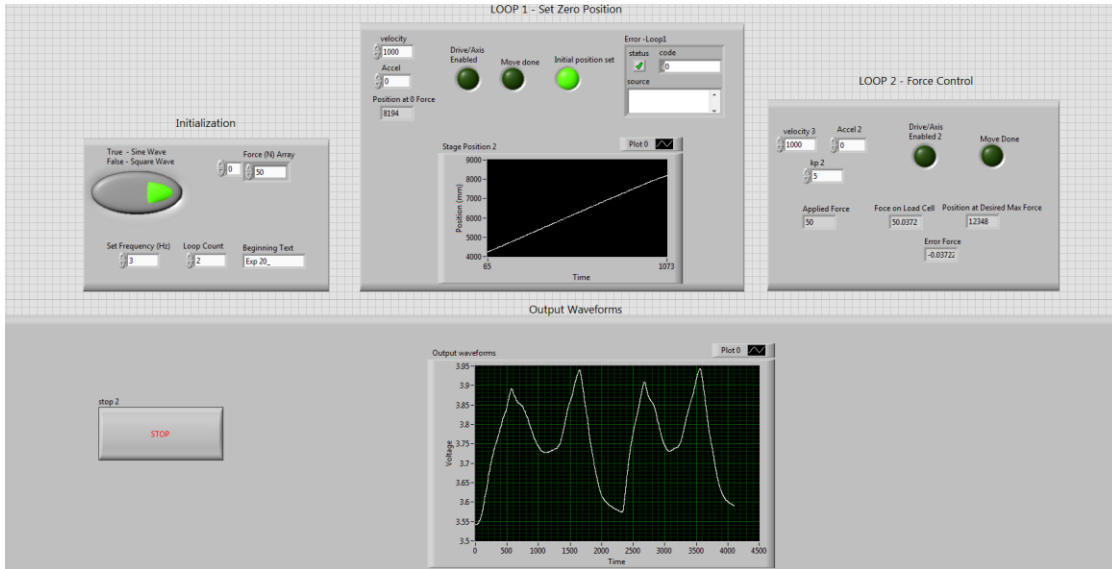 LOOP 1 - Set Zero Position
velocity
1000
Accel
0
Position at 0 Force
8194
Drive/Axis
Enabled
Move done
Initial position set
Error -Loop1
status code
0
source
Stage Position 2
Plot 0
9000
8000
7000
6000
5000
4000
Position (mm)
65
1073
Time
Initialization
True - Sine Wave
False - Square Wave
Force (N) Array
0
50
Set Frequency (Hz)
3
Loop Count
2
Beginning Text
Exp 20_
LOOP 2 - Force Control
velocity 3
1000
Accel 2
0
kp 2
5
Drive/Axis
Enabled 2
Move Done
Applied Force
50
Foce on Load Cell
50.0372
Position at Desired Max Force
12348
Error Force
-0.03722
Output Waveforms
stop 2
STOP
Output waveforms
Plot 0
3.95
3.9
3.85
3.8
3.75
3.7
3.65
3.6
3.55
3.5
Voltage
0 500 1000 1500 2000 2500 3000 3500 4000 4500
Time